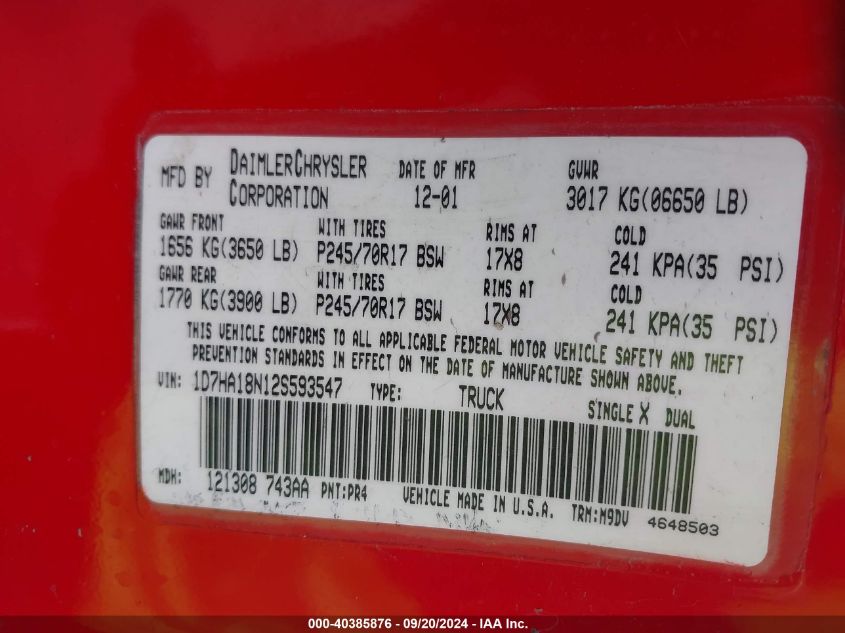 MFD BY DAIMLERCHRYSLER CORPORATION DATE OF MFR 12-01 GVWR 3017 KG(06650 LB)
GAWR FRONT WITH TIRES RIMS AT COLD
1656 KG(3650 LB) P245/70R17 BSW 17X8 241 KPA(35 PSI)
GAWR REAR WITH TIRES RIMS AT COLD
1770 KG(3900 LB) P245/70R17 BSW 17X8 241 KPA(35 PSI)
THIS VEHICLE CONFORMS TO ALL APPLICABLE FEDERAL MOTOR VEHICLE SAFETY AND THEFT
PREVENTION STANDARDS IN EFFECT ON THE DATE OF MANUFACTURE SHOWN ABOVE.
VIN: 1D7HA18N12S593547 TYPE: TRUCK SINGLE X DUAL
MDH: 121308 743AA PNT:PR4 VEHICLE MADE IN U.S.A. TRM:M9DV 4648503
000-40385876 - 09/20/2024 - IAA Inc.